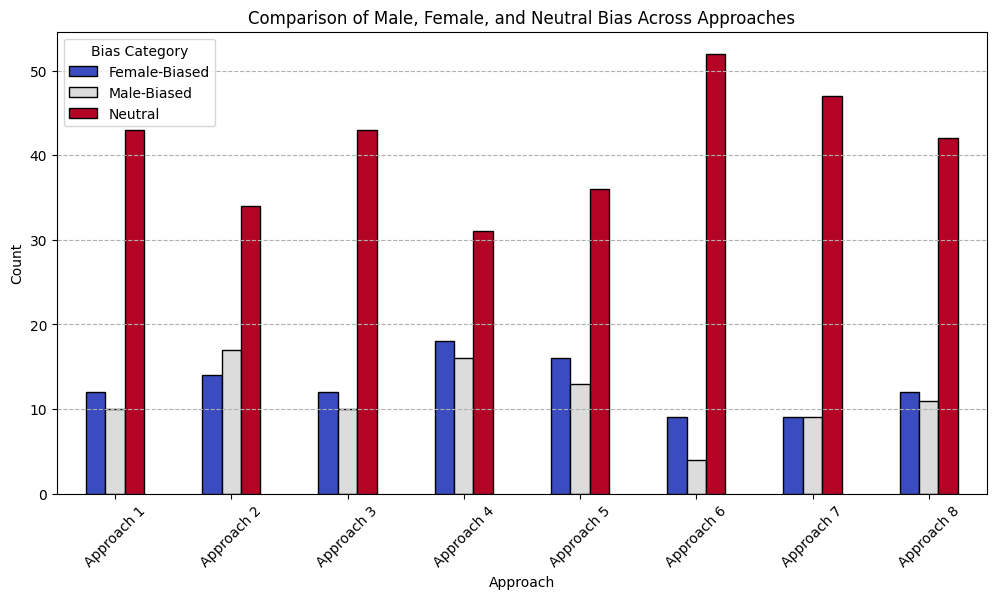 Comparison of Male, Female, and Neutral Bias Across Approaches
Bias Category
Female-Biased
Male-Biased
Neutral
Count
50
40
30
20
10
0
Approach 1
Approach 2
Approach 3
Approach 4
Approach 5
Approach 6
Approach 7
Approach 8
Approach